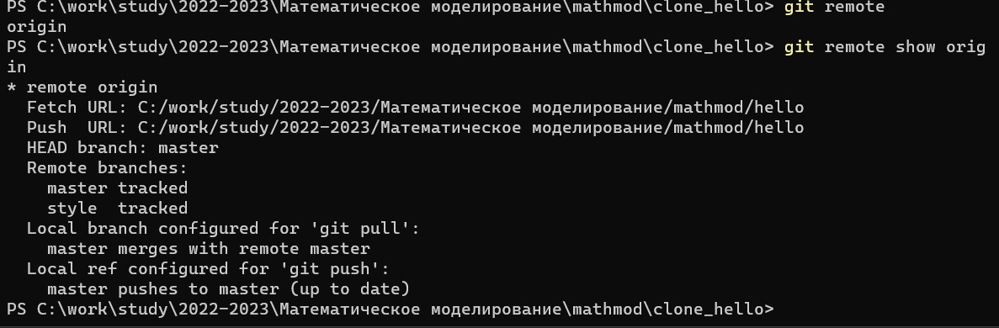 PS C:\work\study\2022-2023\Математическое моделирование\mathmod\clone_hello> git remote
origin
PS C:\work\study\2022-2023\Математическое моделирование\mathmod\clone_hello> git remote show orig
in
* remote origin
  Fetch URL: C:/work/study/2022-2023/Математическое моделирование/mathmod/hello
  Push  URL: C:/work/study/2022-2023/Математическое моделирование/mathmod/hello
  HEAD branch: master
  Remote branches:
    master tracked
    style  tracked
  Local branch configured for 'git pull':
    master merges with remote master
  Local ref configured for 'git push':
    master pushes to master (up to date)
PS C:\work\study\2022-2023\Математическое моделирование\mathmod\clone_hello>